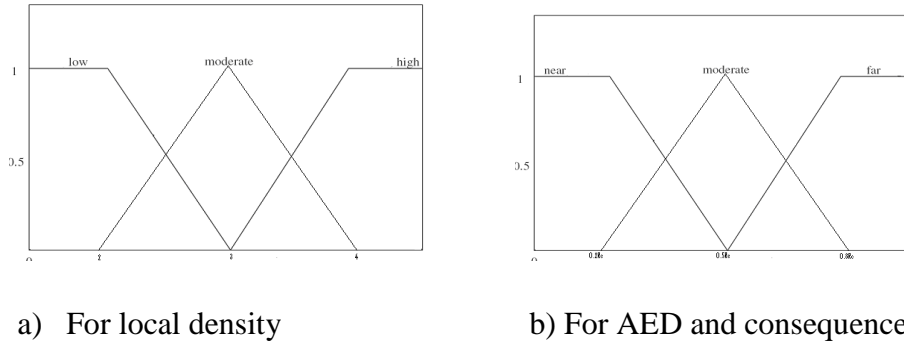 low
moderate
high
1
0.5
0
2
3
4
near
moderate
far
1
0.5
0
a) For local density
b) For AED and consequence